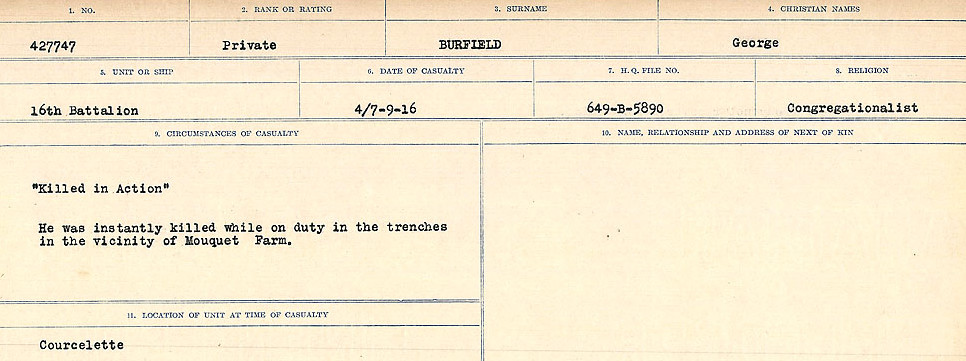 1. NO. 2. RANK OR RATING 3. SURNAME 4. CHRISTIAN NAMES
427747 Private BURFIELD George
5. UNIT OR SHIP 6. DATE OF CASUALTY 7. H. Q. FILE NO. 8. RELIGION
16th Battalion 4/7-9-16 649-B-5890 Congregationalist
9. CIRCUMSTANCES OF CASUALTY 10. NAME, RELATIONSHIP AND ADDRESS OF NEXT OF KIN
"Killed in Action"
He was instantly killed while on duty in the trenches
in the vicinity of Mouquet Farm.
11. LOCATION OF UNIT AT TIME OF CASUALTY
Courcelette